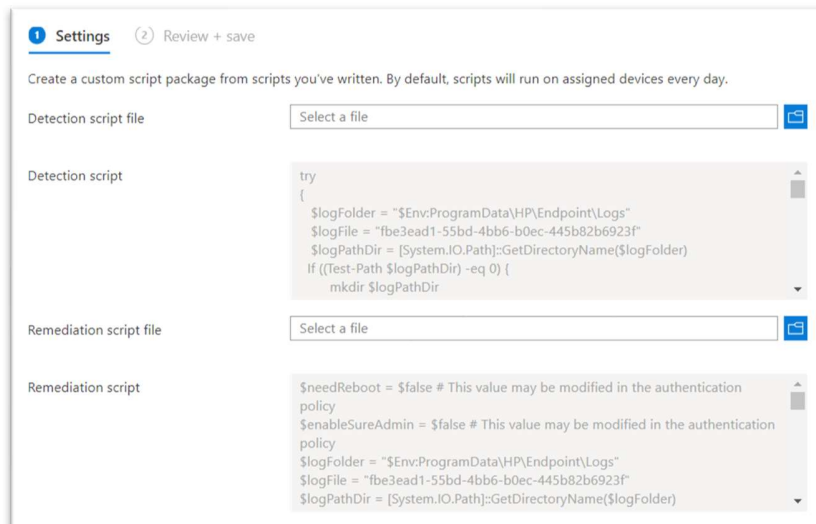 1 Settings 2 Review + save
Create a custom script package from scripts you've written. By default, scripts will run on assigned devices every day.
Detection script file
Select a file
Detection script
try
{
$logFolder = "$Env:ProgramData\HP\Endpoint\Logs"
$logFile = "fbe3ead1-55bd-4bb6-b0ec-445b82b6923f"
$logPathDir = [System.IO.Path]::GetDirectoryName($logFolder)
If ((Test-Path $logPathDir) -eq 0) {
mkdir $logPathDir
Remediation script file
Select a file
Remediation script
$needReboot = $false # This value may be modified in the authentication
policy
$enableSureAdmin = $false # This value may be modified in the authentication
policy
$logFolder = "$Env:ProgramData\HP\Endpoint\Logs"
$logFile = "fbe3ead1-55bd-4bb6-b0ec-445b82b6923f"
$logPathDir = [System.IO.Path]::GetDirectoryName($logFolder)